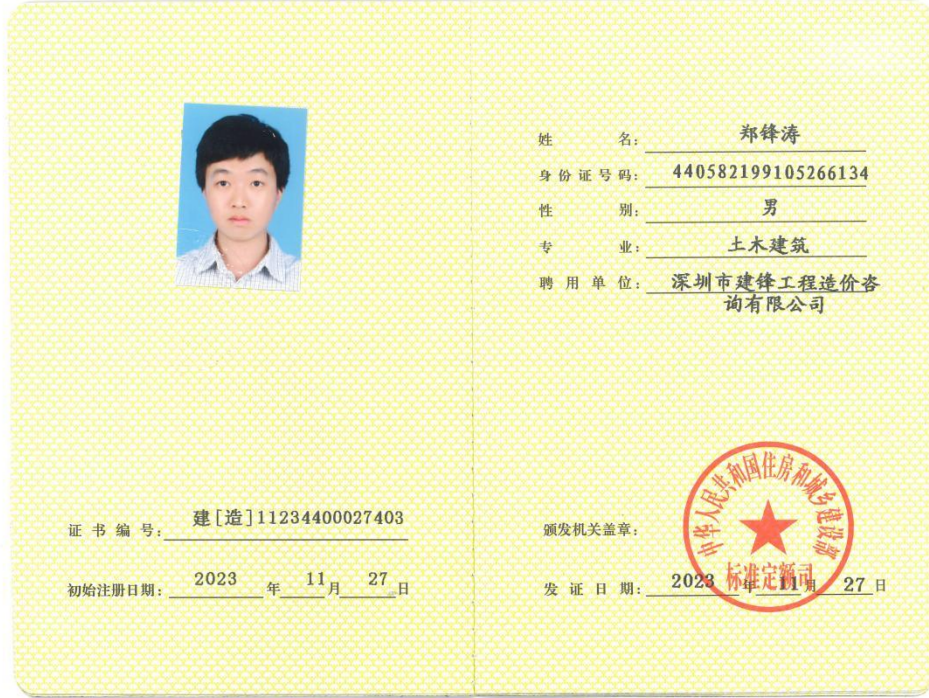 证书编号: 建[造]11234400027403
初始注册日期: 2023 年 11 月 27 日
姓名: 郑锋涛
身份证号码: 440582199105266134
性别: 男
专业: 土木建筑
聘用单位: 深圳市建锋工程造价咨
询有限公司
颁发机关盖章:
中华人民共和国住房和城乡建设部
标准定额司
发证日期: 2023 年 11 月 27 日